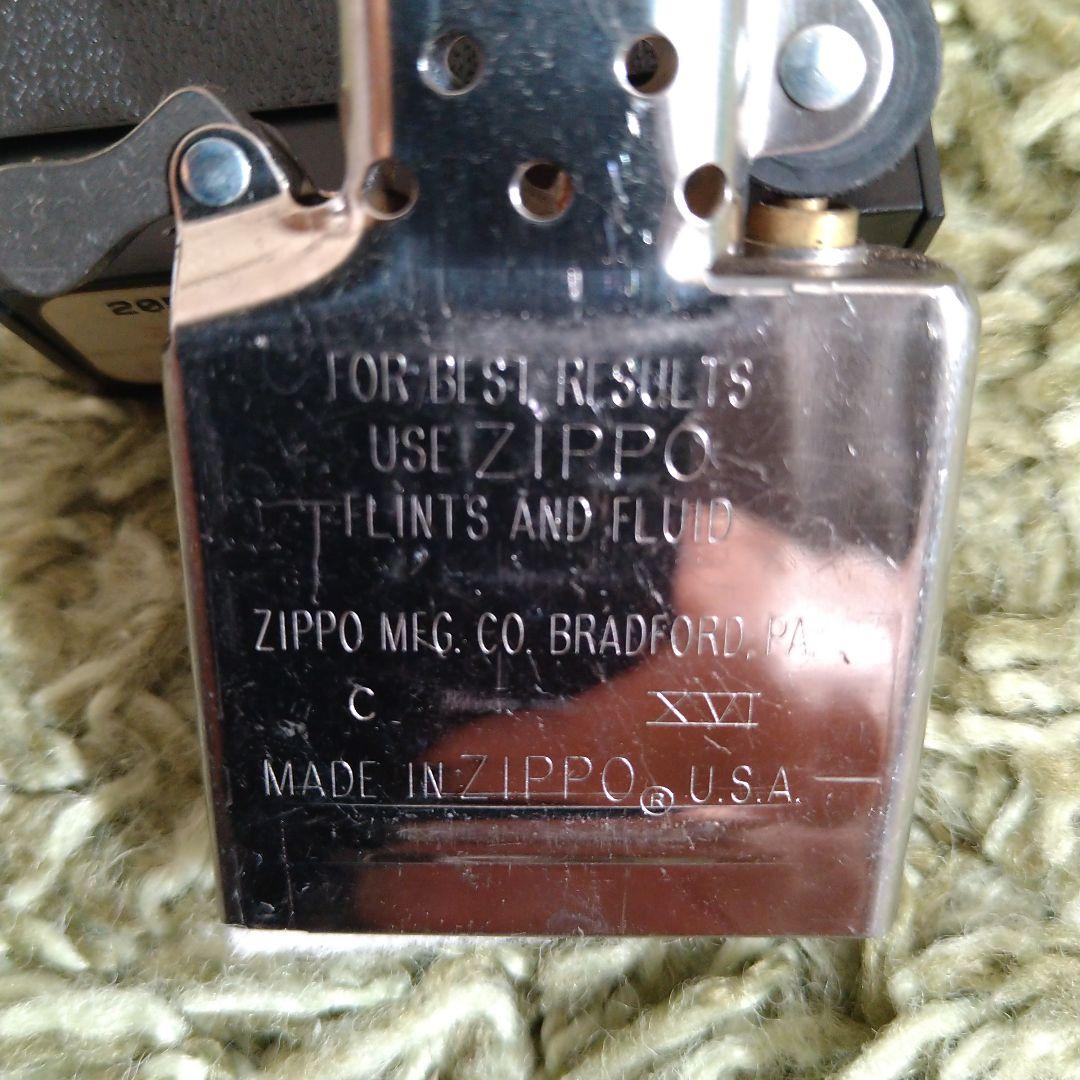 FOR BEST RESULTS
USE ZIPPO
FLINTS AND FLUID
ZIPPO MFG. CO. BRADFORD, PA.
C XVI
MADE IN ZIPPO® U.S.A.